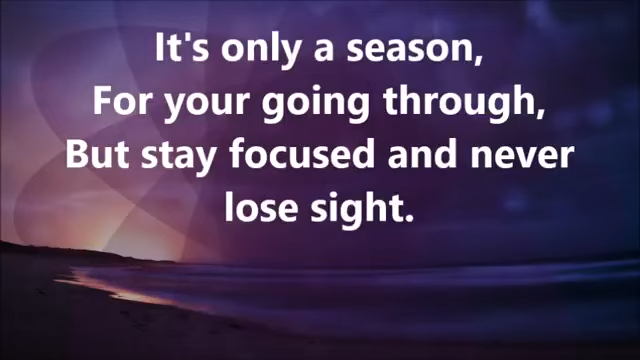 It's only a season,
For your going through,
But stay focused and never
lose sight.